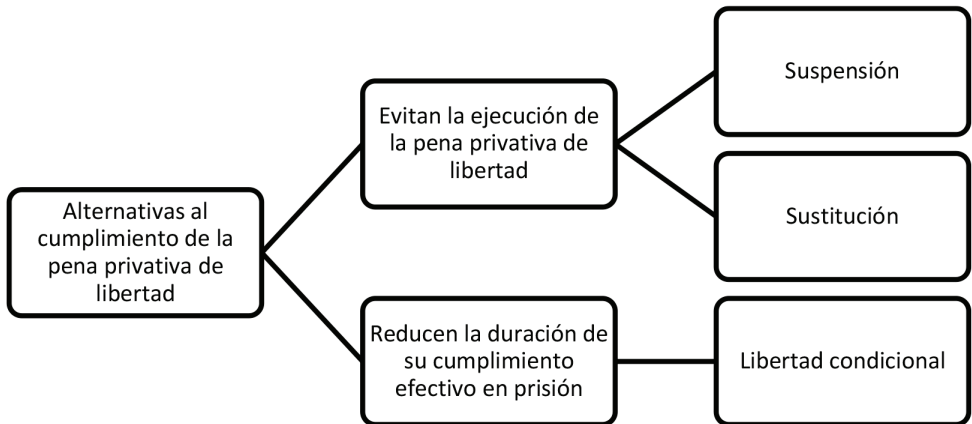 Alternativas al
cumplimiento de la
pena privativa de
libertad
Evitan la ejecución de
la pena privativa de
libertad
Suspensión
Sustitución
Reducen la duración de
su cumplimiento
efectivo en prisión
Libertad condicional